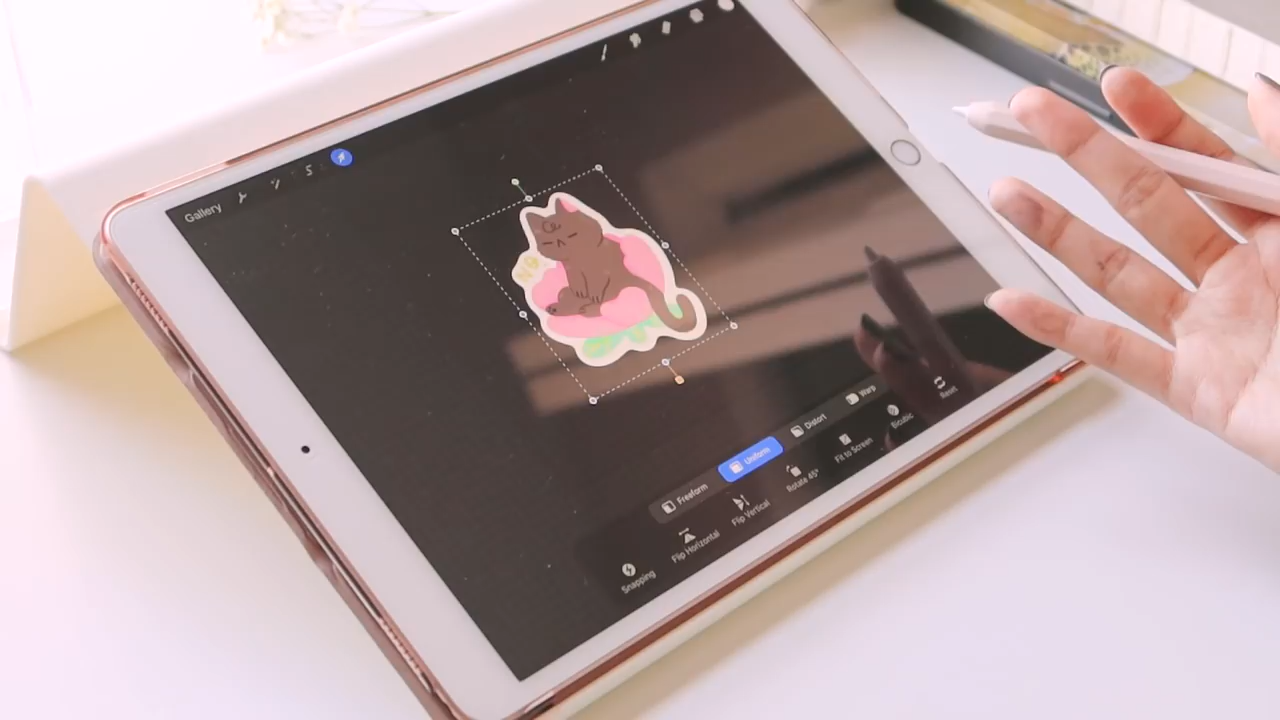 Gallery
Freeform
Uniform
Distort
Warp
Snapping
Flip Horizontal
Flip Vertical
Rotate 45°
Fit to Screen
Bicubic
Reset